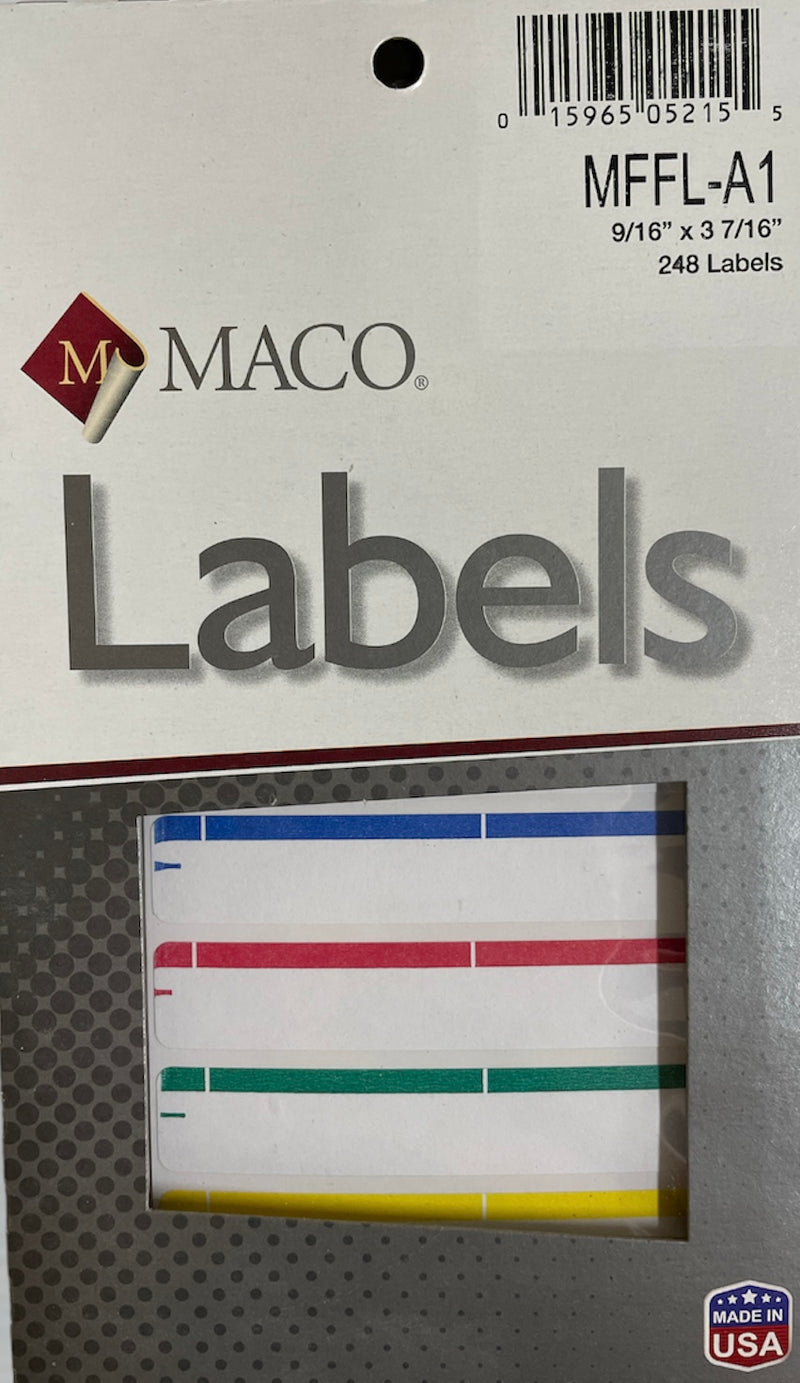 0 15965 05215 5
MFFL-A1
9/16” x 3 7/16”
248 Labels
M MACO®
Labels
MADE IN
USA